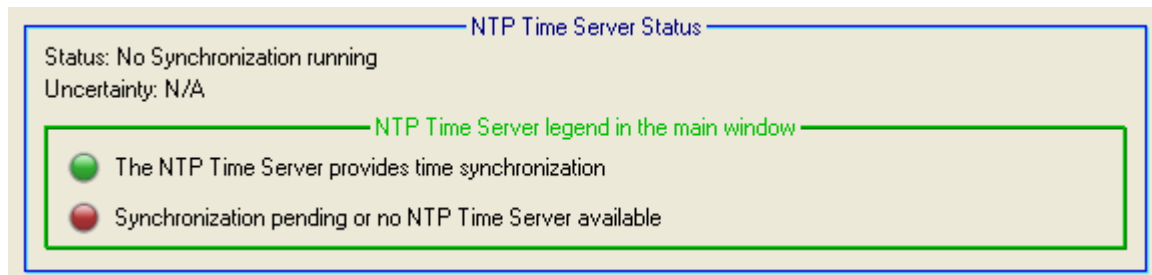 NTP Time Server Status
Status: No Synchronization running
Uncertainty: N/A
NTP Time Server legend in the main window
The NTP Time Server provides time synchronization
Synchronization pending or no NTP Time Server available